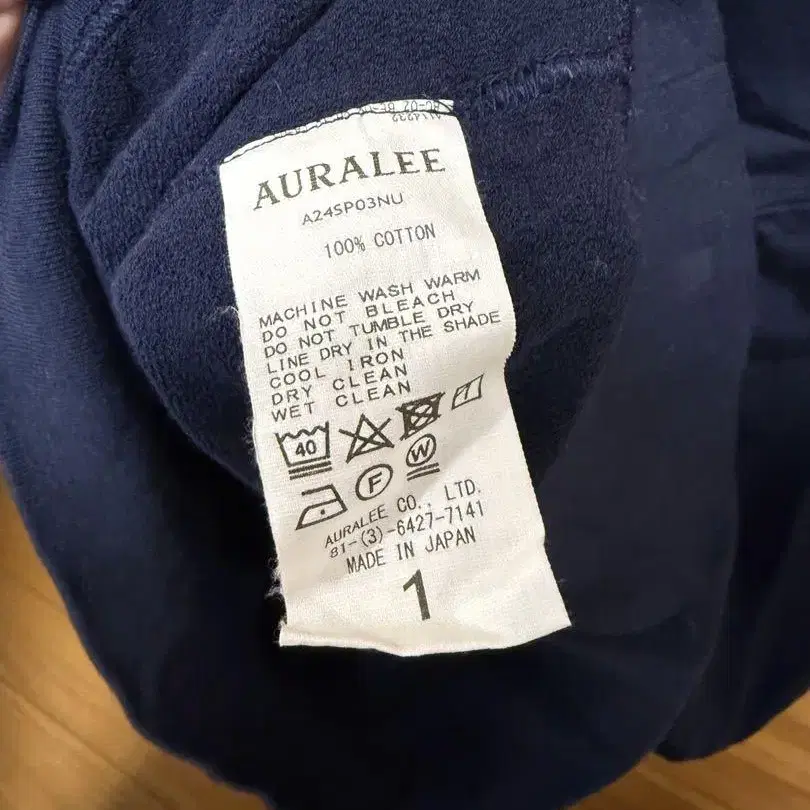 AURALEE
A24SP03NU
100% COTTON
MACHINE WASH WARM
DO NOT BLEACH
DO NOT TUMBLE DRY
LINE DRY IN THE SHADE
COOL IRON
DRY CLEAN
WET CLEAN
40
F W
AURALEE CO., LTD.
81-(3)-6427-7141
MADE IN JAPAN
1